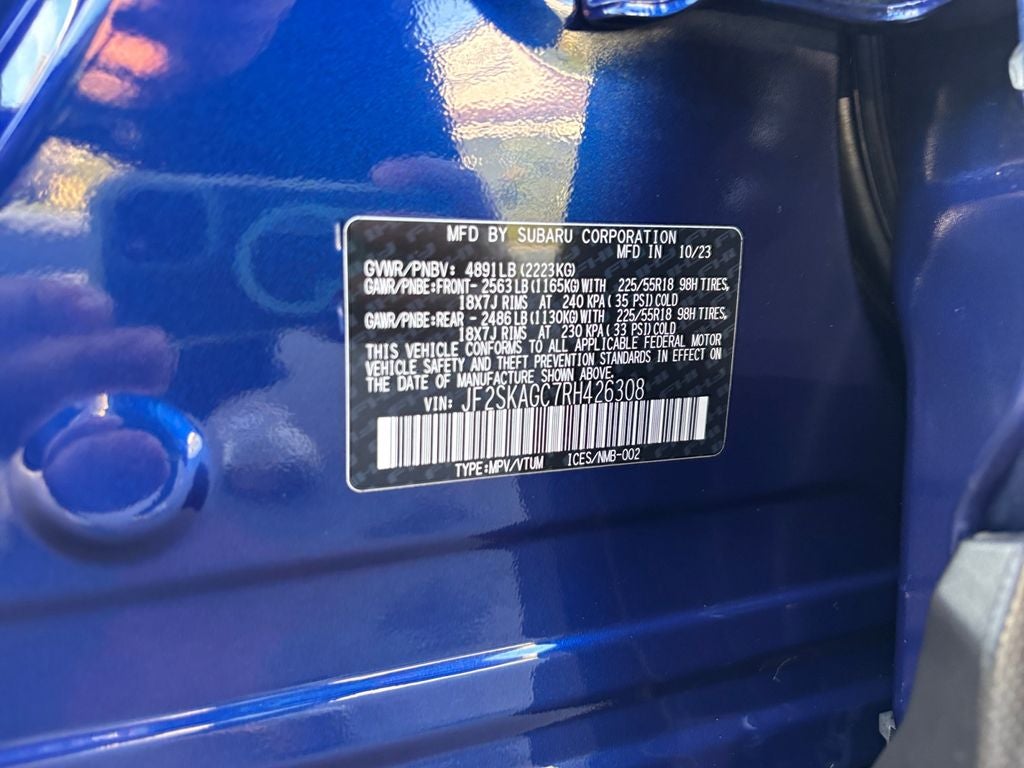 MFD BY SUBARU CORPORATION
MFD IN 10/23
GVWR/PNBV: 4891LB(2223KG)
GAWR/PNBE:FRONT- 2563LB(1165KG)WITH 225/55R18 98H TIRES,
18X7J RIMS AT 240 KPA(35 PSI)COLD
GAWR/PNBE:REAR - 2486LB(1130KG)WITH 225/55R18 98H TIRES,
18X7J RIMS AT 230 KPA(33 PSI)COLD
THIS VEHICLE CONFORMS TO ALL APPLICABLE FEDERAL MOTOR
VEHICLE SAFETY AND THEFT PREVENTION STANDARDS IN EFFECT ON
THE DATE OF MANUFACTURE SHOWN ABOVE.
VIN: JF2SKAGC7RH426308
TYPE:MPV/VTUM ICES/NMB-002